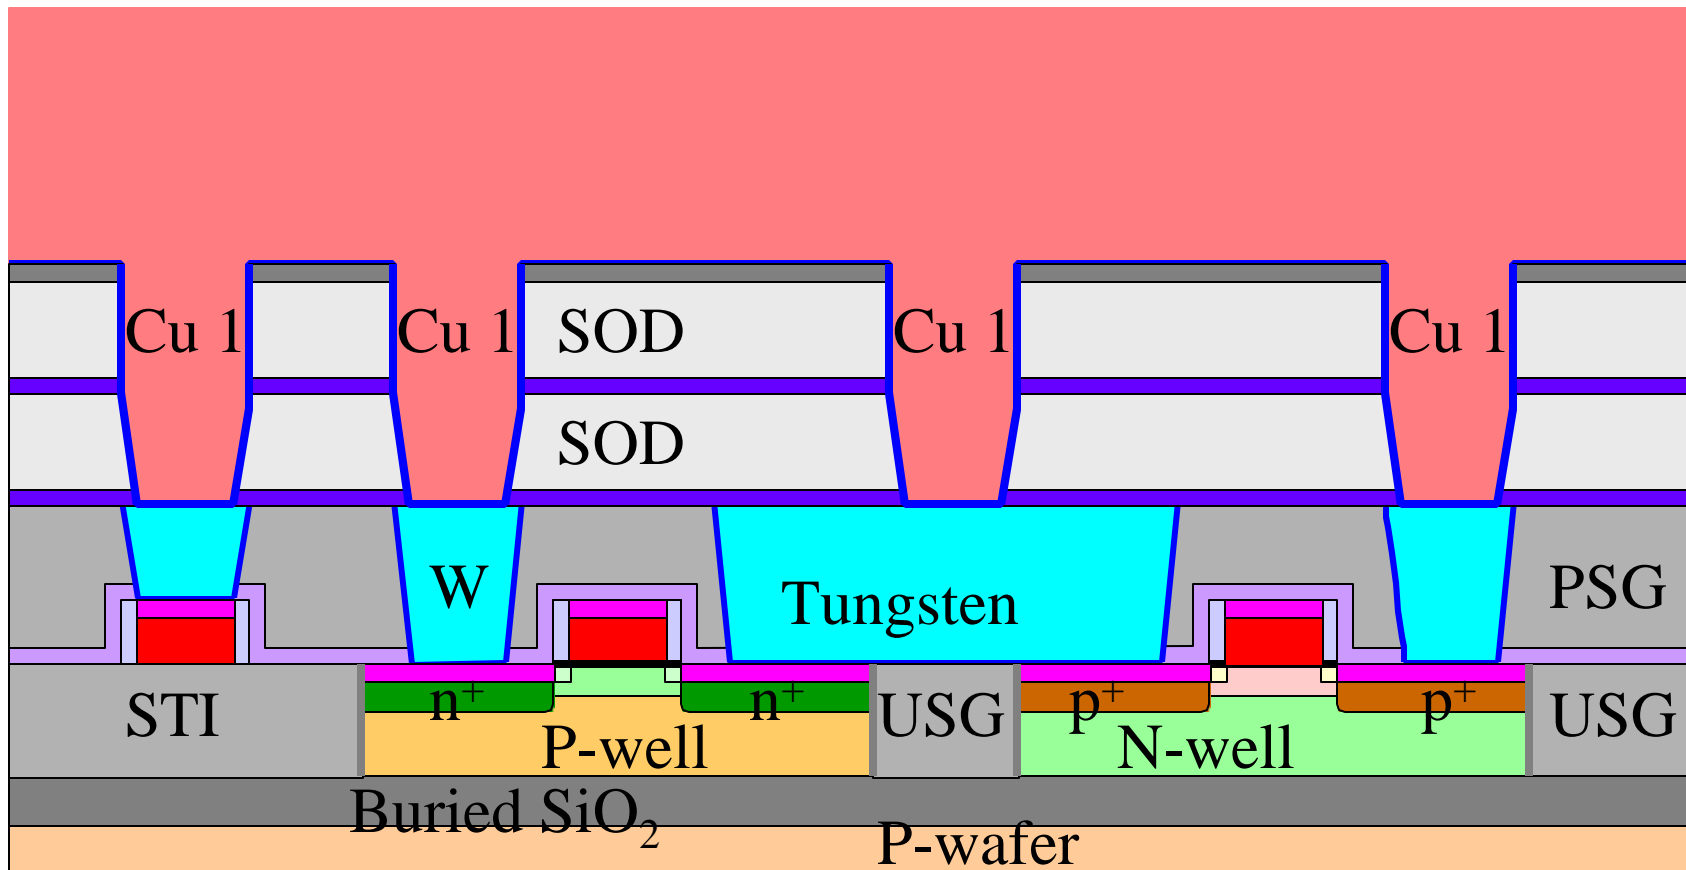 Cu 1 Cu 1 SOD Cu 1 Cu 1
SOD
W Tungsten PSG
n⁺ n⁺ p⁺ p⁺
STI USG USG
P-well N-well
Buried SiO₂
P-wafer